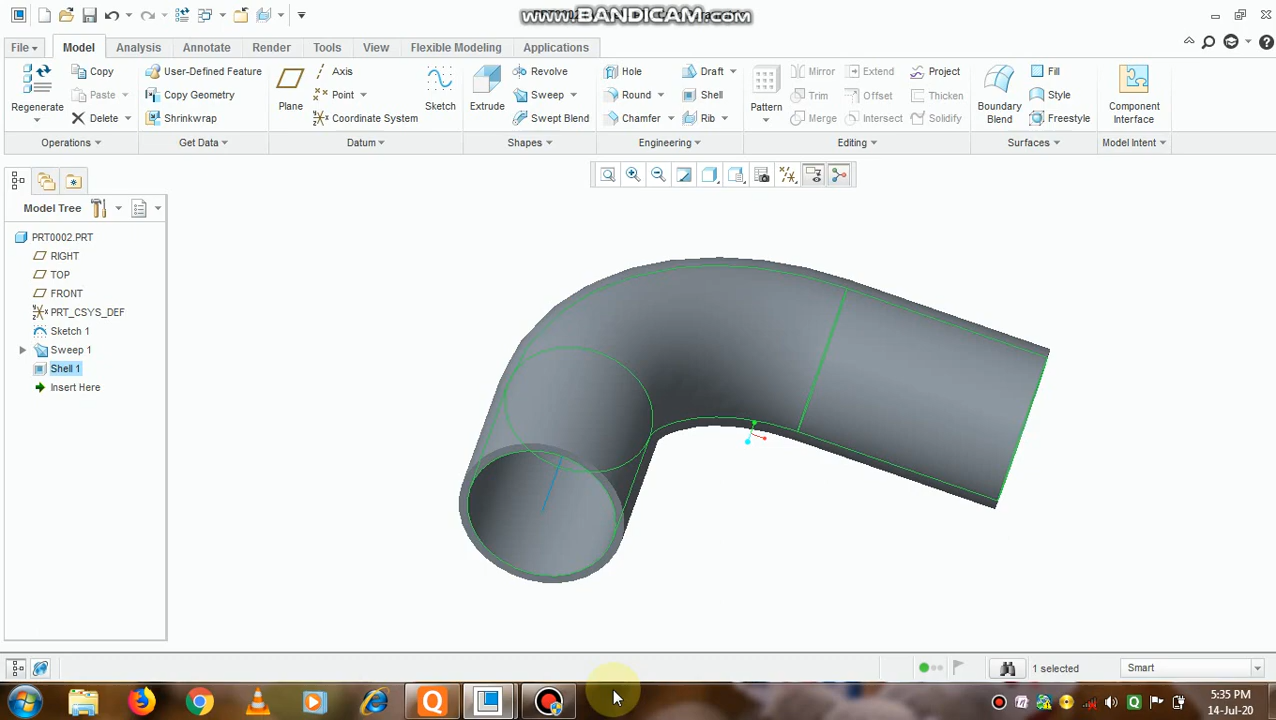 www.BANDICAM.com
File Model Analysis Annotate Render Tools View Flexible Modeling Applications
Regenerate Copy Paste Delete
User-Defined Feature Copy Geometry Shrinkwrap
Plane Axis Point Coordinate System Sketch
Extrude Revolve Sweep Swept Blend
Hole Round Chamfer Draft Shell Rib
Pattern Mirror Trim Merge Extend Offset Intersect Project Thicken Solidify
Boundary Blend Fill Style Freestyle
Component Interface
Operations Get Data Datum Shapes Engineering Editing Surfaces Model Intent
Model Tree
PRT0002.PRT
RIGHT
TOP
FRONT
PRT_CSYS_DEF
Sketch 1
Sweep 1
Shell 1
Insert Here
1 selected Smart
5:35 PM
14-Jul-20